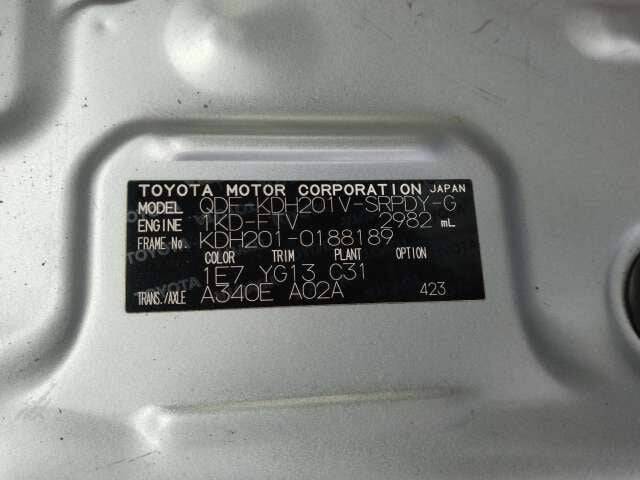 TOYOTA MOTOR CORPORATION JAPAN
MODEL QDF-KDH201V-SRPDY-G
ENGINE 1KD-FTV 2982 mL
FRAME No. KDH201-0188189
COLOR TRIM PLANT OPTION
1E7 YG13 C31
TRANS./AXLE A340E A02A 423